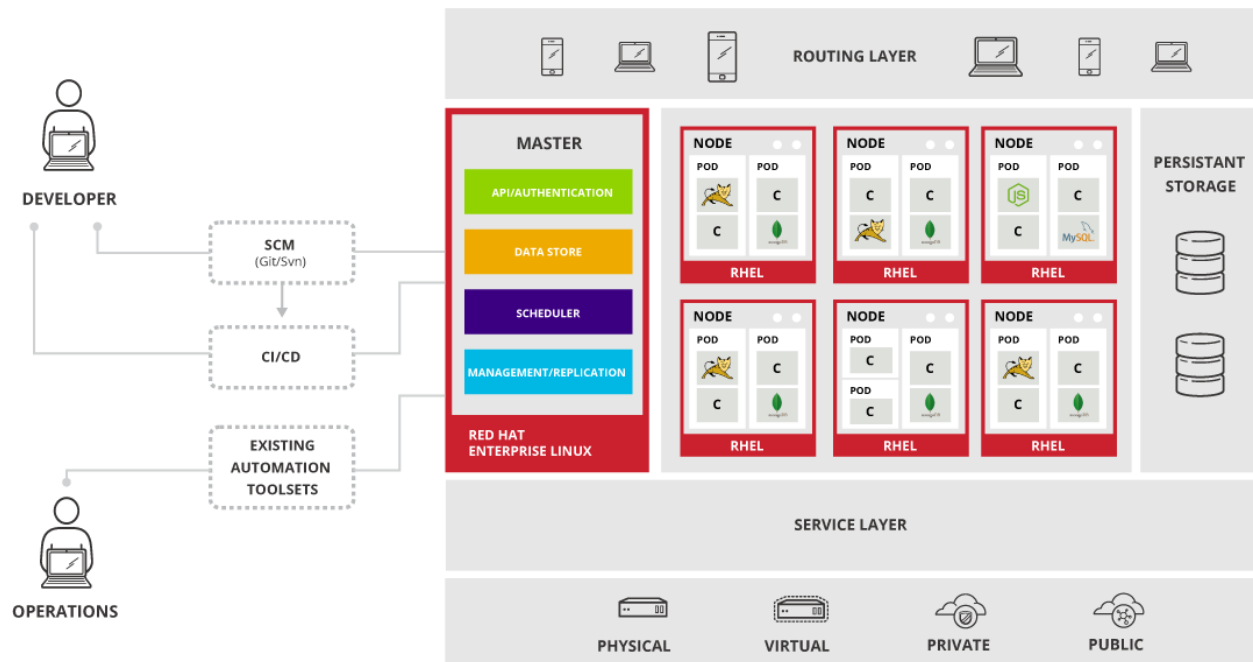 ROUTING LAYER
DEVELOPER
SCM
(Git/Svn)
CI/CD
EXISTING
AUTOMATION
TOOLSETS
OPERATIONS
MASTER
API/AUTHENTICATION
DATA STORE
SCHEDULER
MANAGEMENT/REPLICATION
RED HAT
ENTERPRISE LINUX
NODE
POD POD
C
C
RHEL
NODE
POD POD
C C
RHEL
NODE
POD POD
JS C
C MySQL
RHEL
NODE
POD POD
C
C
RHEL
NODE
POD POD
C C
POD
C
RHEL
NODE
POD POD
C
C
RHEL
PERSISTANT
STORAGE
SERVICE LAYER
PHYSICAL VIRTUAL PRIVATE PUBLIC